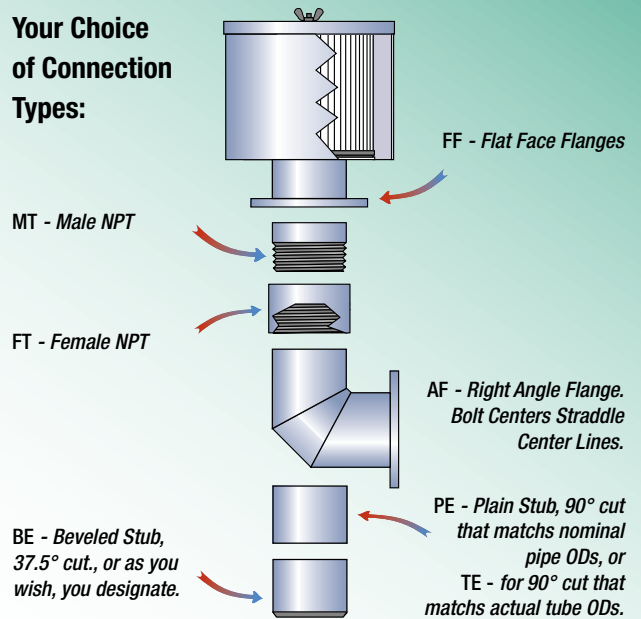 Your Choice
of Connection
Types:
FF - Flat Face Flanges
MT - Male NPT
FT - Female NPT
AF - Right Angle Flange.
Bolt Centers Straddle
Center Lines.
BE - Beveled Stub,
37.5° cut., or as you
wish, you designate.
PE - Plain Stub, 90° cut
that matchs nominal
pipe ODs, or
TE - for 90° cut that
matchs actual tube ODs.